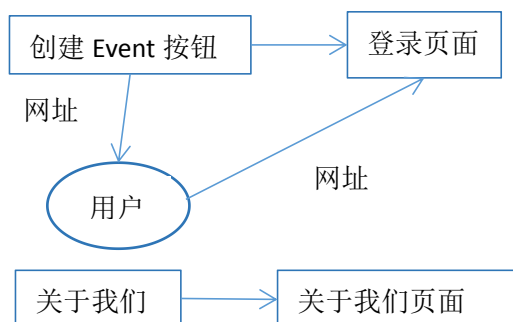 创建 Event 按钮
登录页面
网址
网址
用户
关于我们
关于我们页面